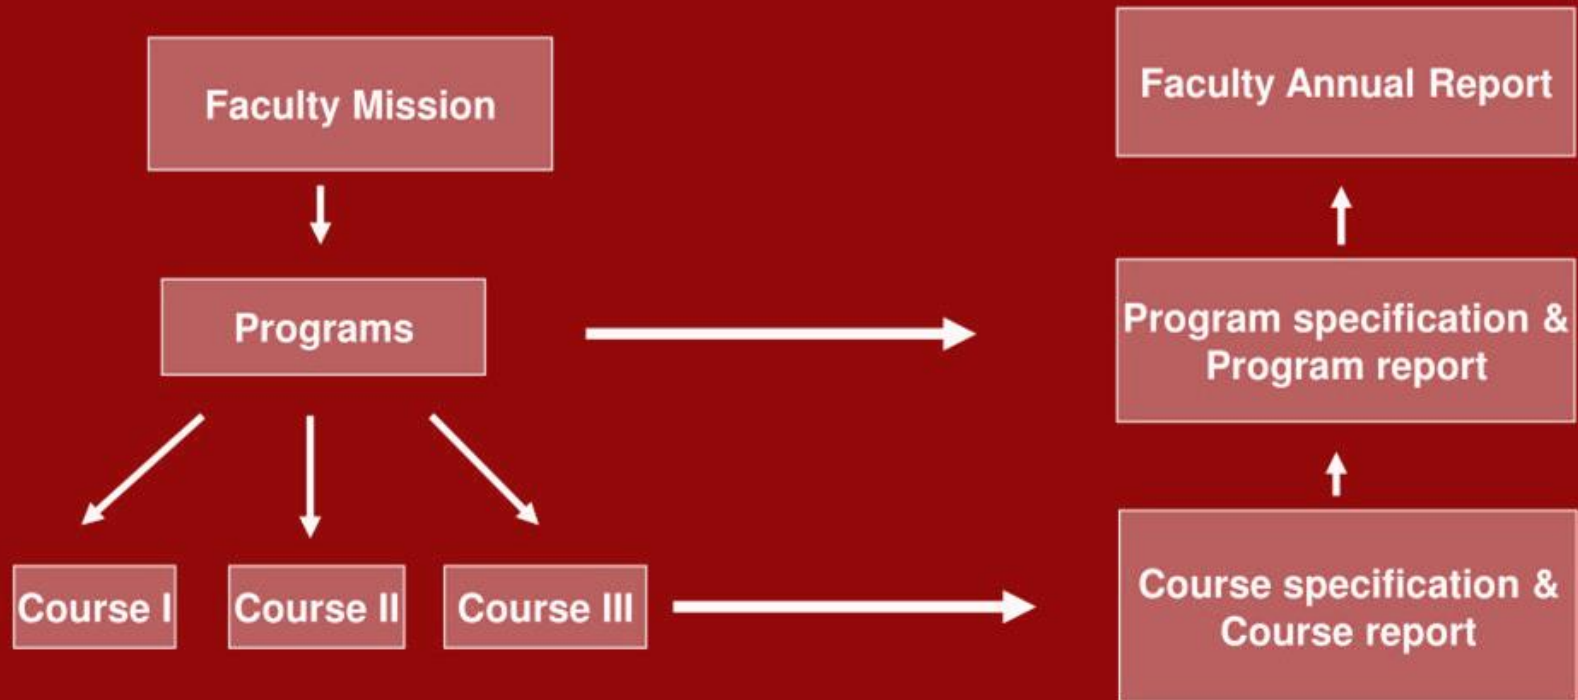 Faculty Mission
Faculty Annual Report
Programs
Program specification &
Program report
Course I
Course II
Course III
Course specification &
Course report